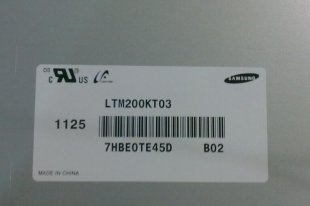 C US
SAMSUNG
LTM200KT03
1125
7HBE0TE45D B02
MADE IN CHINA